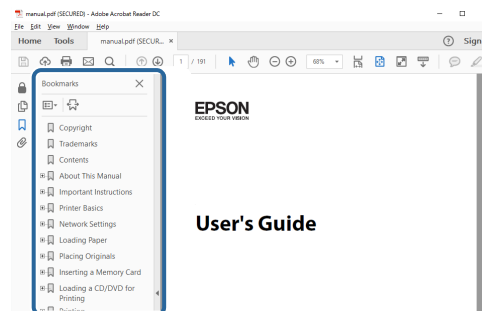 manual.pdf (SECURED) - Adobe Acrobat Reader DC
File Edit View Window Help
Home Tools manual.pdf (SECUR... ×
Sign
1 / 191 68%
Bookmarks
EPSON
EXCEED YOUR VISION
Copyright
Trademarks
Contents
About This Manual
Important Instructions
Printer Basics
Network Settings
User's Guide
Loading Paper
Placing Originals
Inserting a Memory Card
Loading a CD/DVD for
Printing
Printing